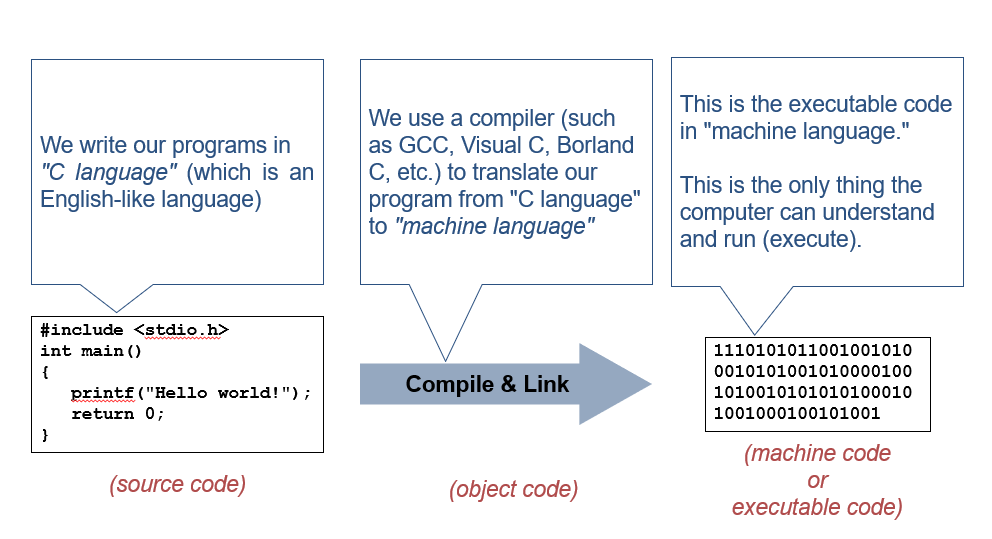 We write our programs in
"C language" (which is an
English-like language)
We use a compiler (such
as GCC, Visual C, Borland
C, etc.) to translate our
program from "C language"
to "machine language"
This is the executable code
in "machine language."
This is the only thing the
computer can understand
and run (execute).
#include <stdio.h>
int main()
{
printf("Hello world!");
return 0;
}
Compile & Link
1110101011001001010
0010101001010000100
1010010101010100010
1001000100101001
(source code)
(object code)
(machine code
or
executable code)